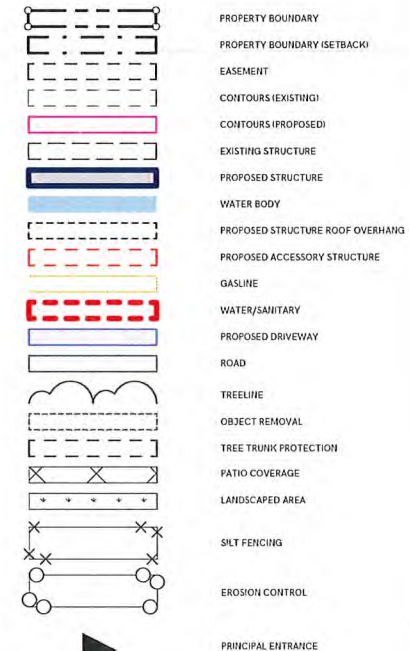 PROPERTY BOUNDARY
PROPERTY BOUNDARY (SETBACK)
EASEMENT
CONTOURS (EXISTING)
CONTOURS (PROPOSED)
EXISTING STRUCTURE
PROPOSED STRUCTURE
WATER BODY
PROPOSED STRUCTURE ROOF OVERHANG
PROPOSED ACCESSORY STRUCTURE
GASLINE
WATER/SANITARY
PROPOSED DRIVEWAY
ROAD
TREELINE
OBJECT REMOVAL
TREE TRUNK PROTECTION
PATIO COVERAGE
LANDSCAPED AREA
SILT FENCING
EROSION CONTROL
PRINCIPAL ENTRANCE